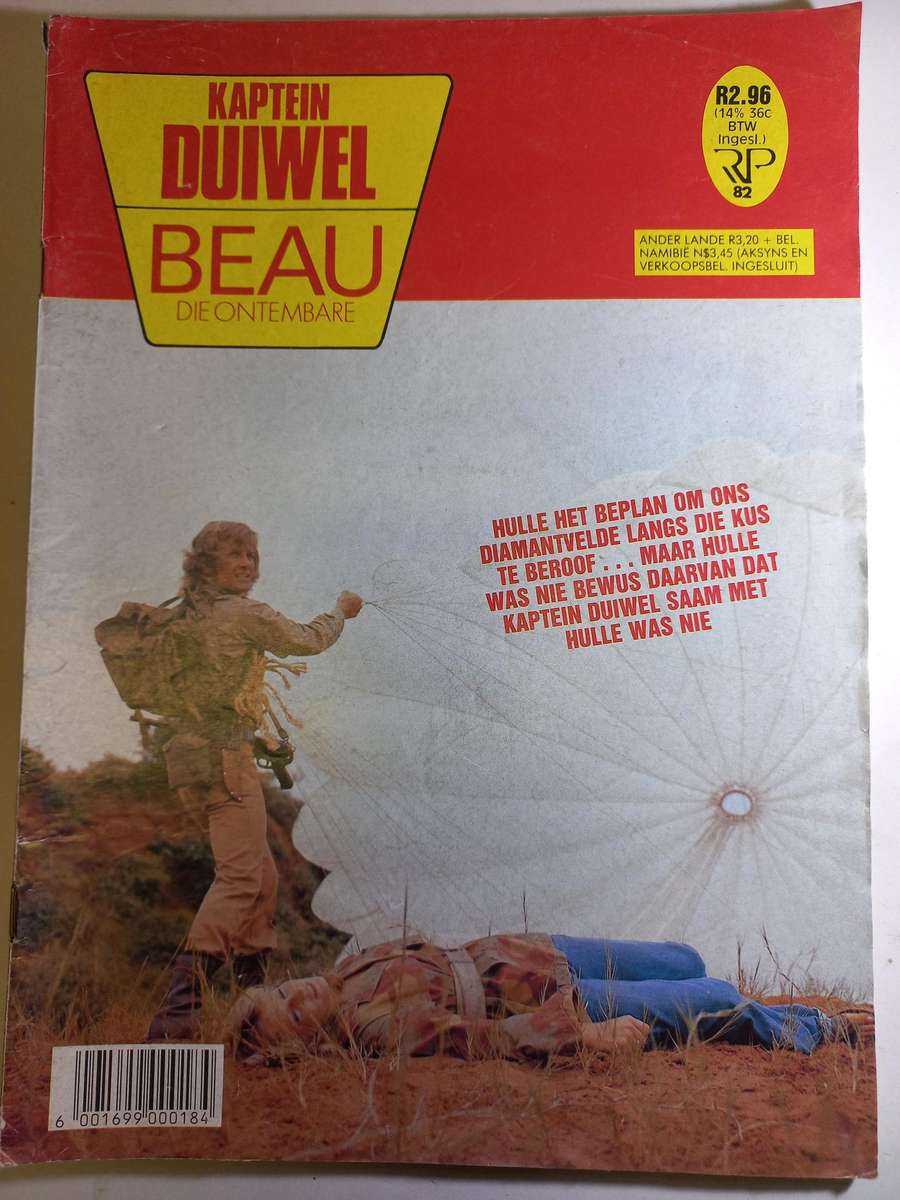 KAPTEIN
DUIWEL
BEAU
DIE ONTEMBARE
R2.96
(14% 36c
BTW
Ingesl.)
RP
82
ANDER LANDE R3,20 + BEL.
NAMIBIË N$3,45 (AKSYNS EN
VERKOOPSBEL. INGESLUIT)
HULLE HET BEPLAN OM ONS
DIAMANTVELDE LANGS DIE KUS
TE BEROOF . . . MAAR HULLE
WAS NIE BEWUS DAARVAN DAT
KAPTEIN DUIWEL SAAM MET
HULLE WAS NIE
6 001699 000184